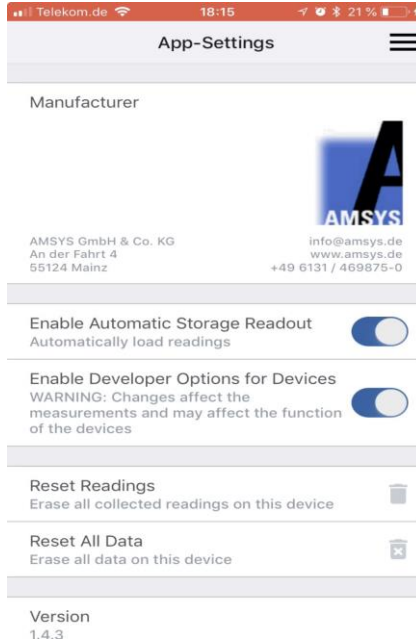 Telekom.de 18:15 21 %
App-Settings
Manufacturer
A
AMSYS
AMSYS GmbH & Co. KG
An der Fahrt 4
55124 Mainz
info@amsys.de
www.amsys.de
+49 6131 / 469875-0
Enable Automatic Storage Readout
Automatically load readings
Enable Developer Options for Devices
WARNING: Changes affect the
measurements and may affect the function
of the devices
Reset Readings
Erase all collected readings on this device
Reset All Data
Erase all data on this device
Version
1.4.3